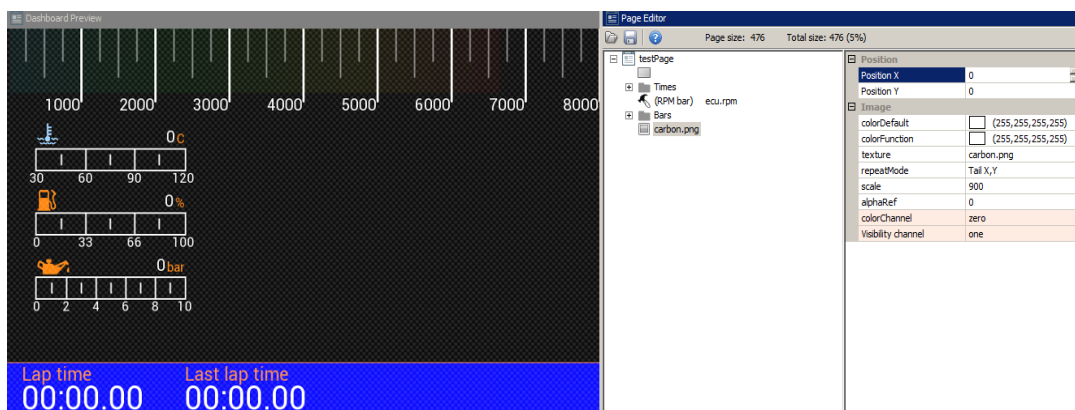 Dashboard Preview
1000 2000 3000 4000 5000 6000 7000 8000
0c
30 60 90 120
0%
0 33 66 100
0bar
0 2 4 6 8 10
Lap time Last lap time
00:00.00 00:00.00
Page Editor
Page size: 476 Total size: 476 (5%)
testPage
Times
(RPM bar) ecu.rpm
Bars
carbon.png
Position
Position X 0
Position Y 0
Image
colorDefault (255,255,255,255)
colorFunction (255,255,255,255)
texture carbon.png
repeatMode Tail X,Y
scale 900
alphaRef 0
colorChannel zero
Visibility channel one